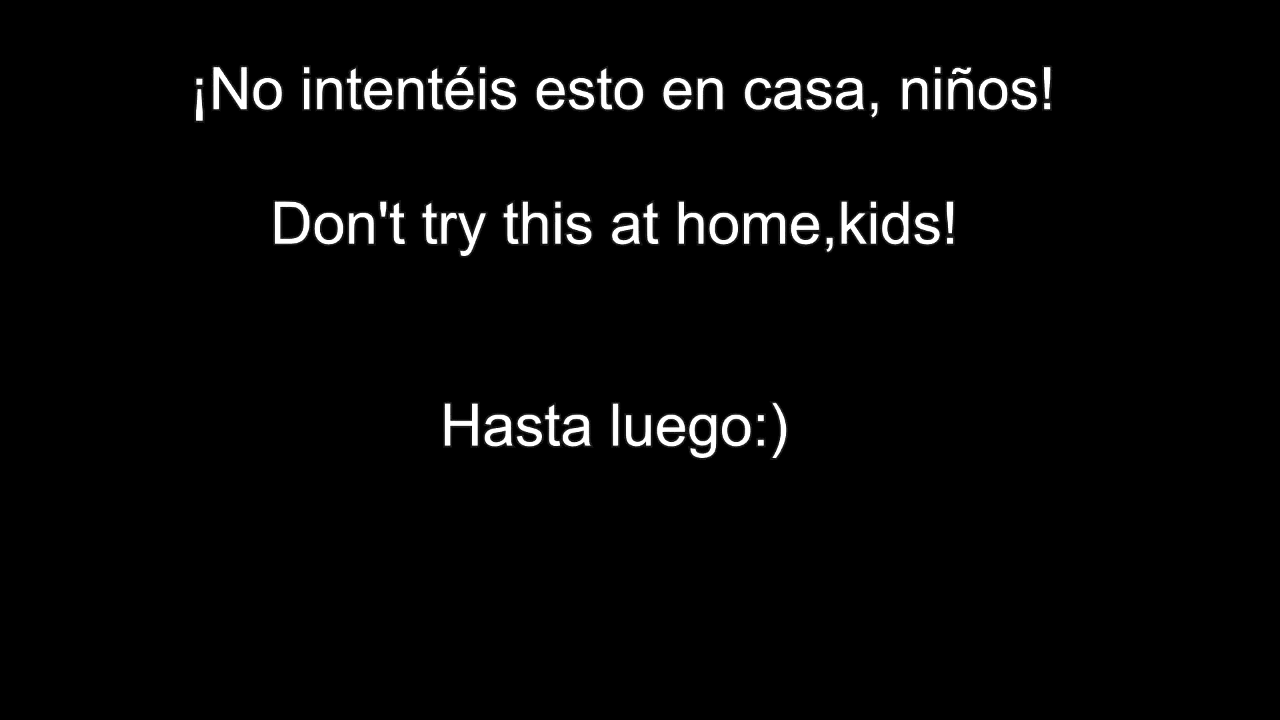 ¡No intentéis esto en casa, niños!
Don't try this at home,kids!
Hasta luego:)